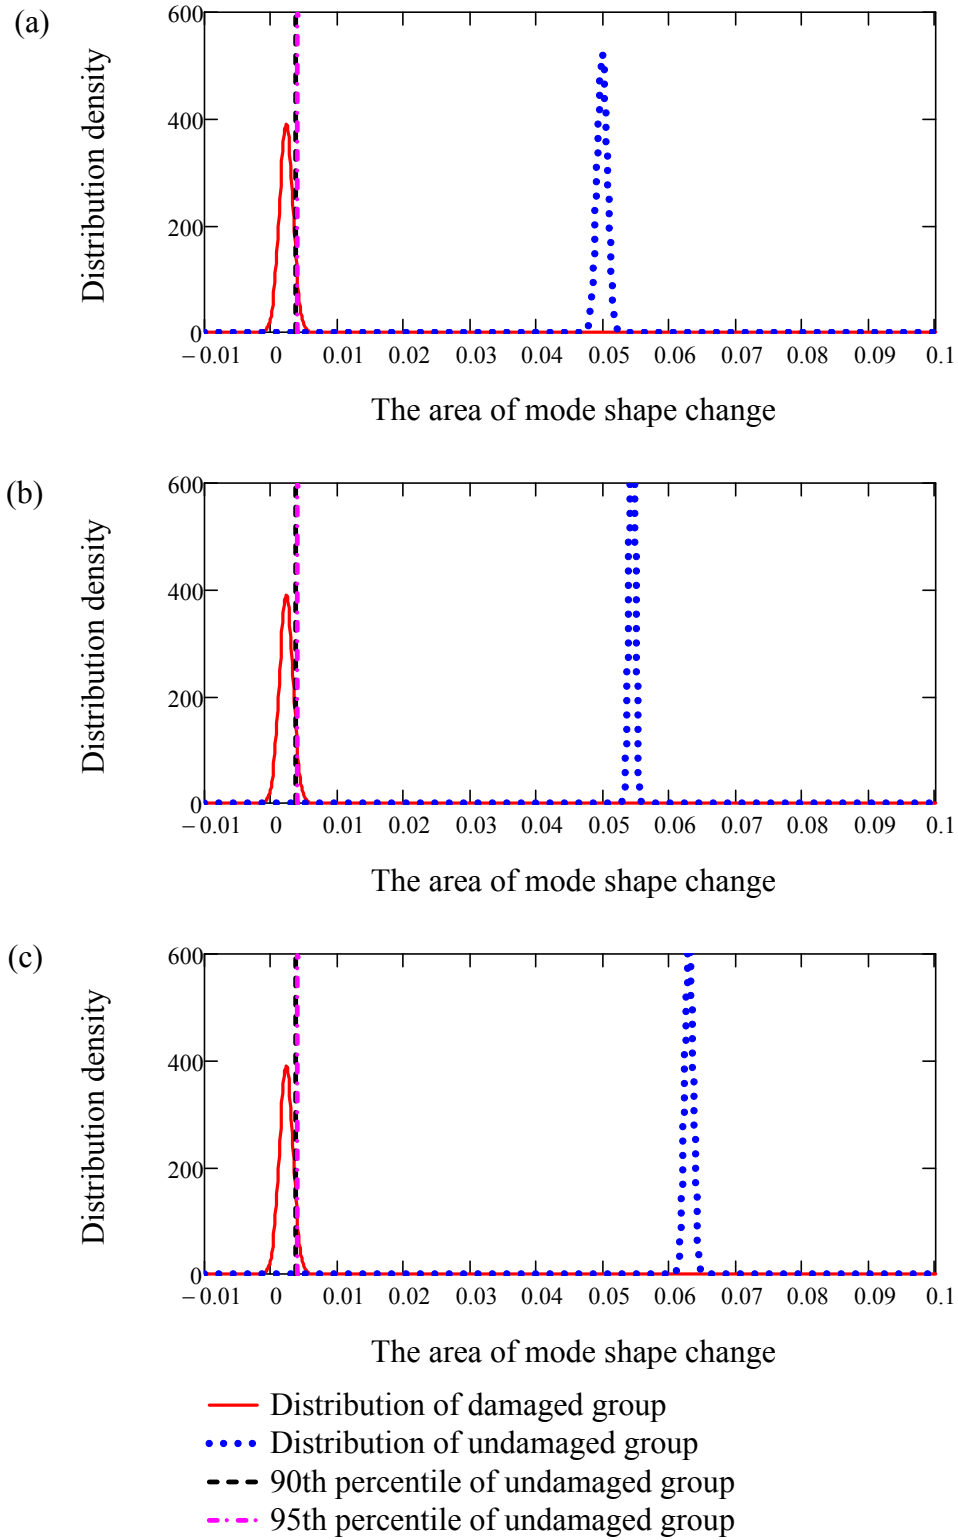 (a)
600
400
200
0
Distribution density
−0.01 0 0.01 0.02 0.03 0.04 0.05 0.06 0.07 0.08 0.09 0.1
The area of mode shape change
(b)
600
400
200
0
Distribution density
−0.01 0 0.01 0.02 0.03 0.04 0.05 0.06 0.07 0.08 0.09 0.1
The area of mode shape change
(c)
600
400
200
0
Distribution density
−0.01 0 0.01 0.02 0.03 0.04 0.05 0.06 0.07 0.08 0.09 0.1
The area of mode shape change
Distribution of damaged group
Distribution of undamaged group
90th percentile of undamaged group
95th percentile of undamaged group